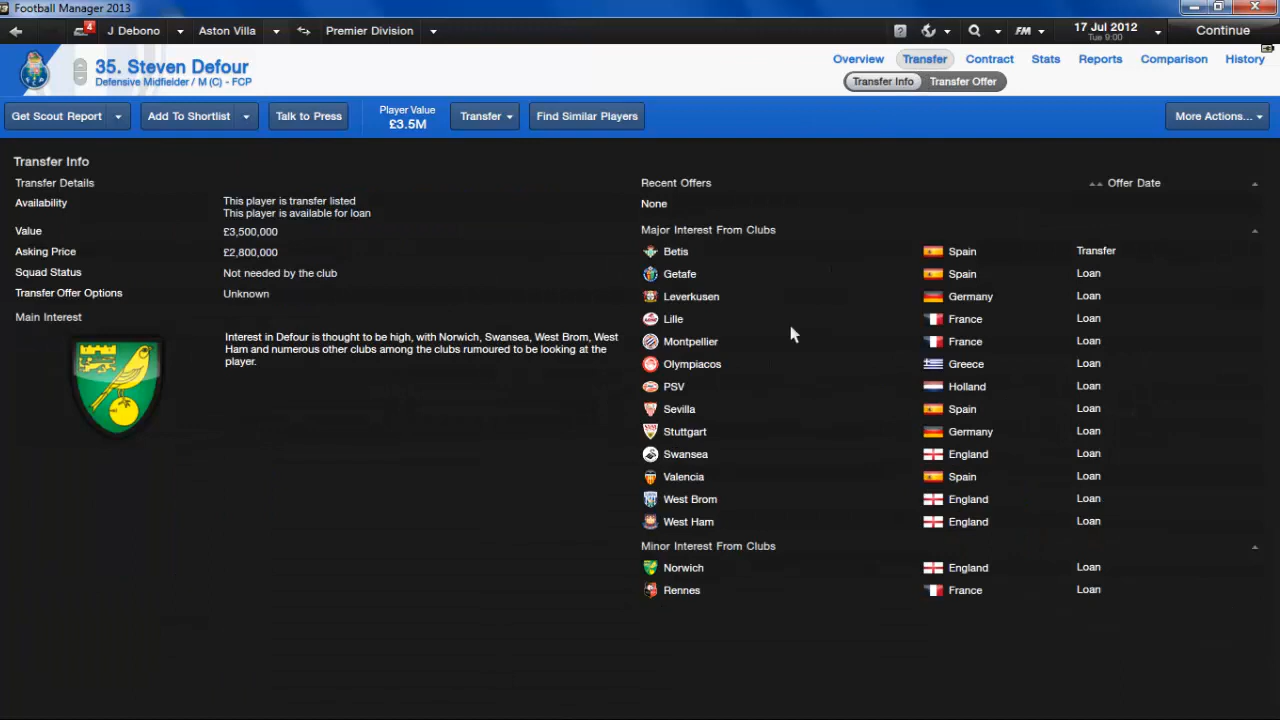 Football Manager 2013
4 J Debono Aston Villa Premier Division ? FM 17 Jul 2012 Continue
Tue 9:00
35. Steven Defour
Defensive Midfielder / M (C) - FCP
Overview Transfer Contract Stats Reports Comparison History
Transfer Info Transfer Offer
Get Scout Report Add To Shortlist Talk to Press Player Value Transfer Find Similar Players More Actions...
£3.5M
Transfer Info
Transfer Details
Availability This player is transfer listed
This player is available for loan
Value £3,500,000
Asking Price £2,800,000
Squad Status Not needed by the club
Transfer Offer Options Unknown
Main Interest
Interest in Defour is thought to be high, with Norwich, Swansea, West Brom, West
Ham and numerous other clubs among the clubs rumoured to be looking at the
player.
Recent Offers Offer Date
None
Major Interest From Clubs
Betis Spain Transfer
Getafe Spain Loan
Leverkusen Germany Loan
Lille France Loan
Montpellier France Loan
Olympiacos Greece Loan
PSV Holland Loan
Sevilla Spain Loan
Stuttgart Germany Loan
Swansea England Loan
Valencia Spain Loan
West Brom England Loan
West Ham England Loan
Minor Interest From Clubs
Norwich England Loan
Rennes France Loan